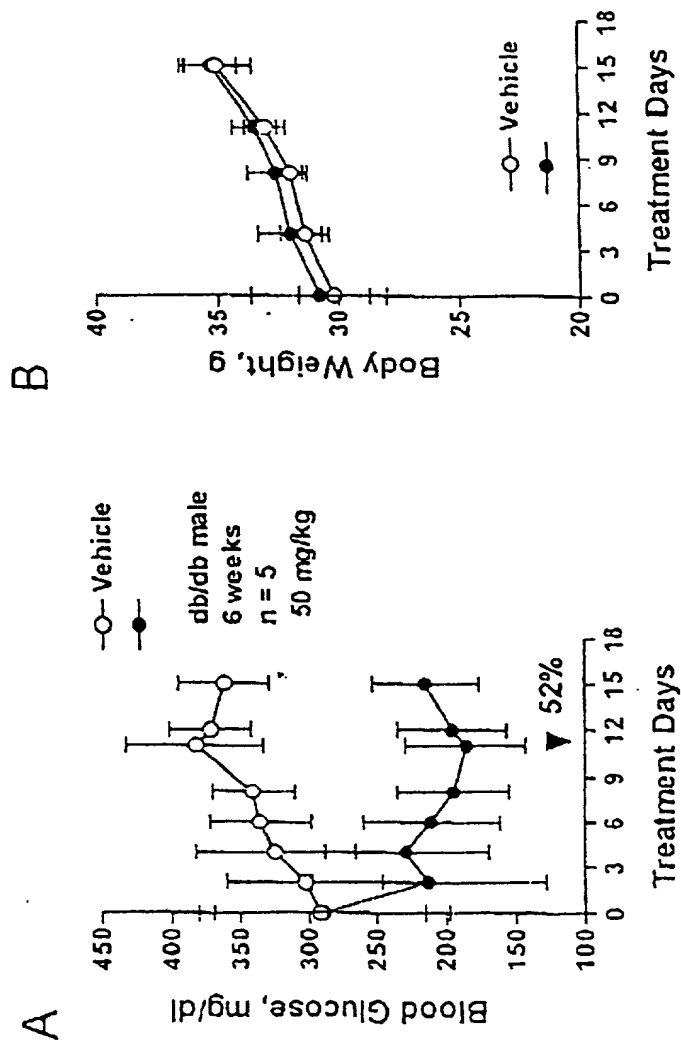 A
Blood Glucose, mg/dl
450
400
350
300
250
200
150
100
0
3
6
9
12
15
18
Treatment Days
52%
Vehicle
db/db male
6 weeks
n = 5
50 mg/kg
B
Body Weight, g
40
35
30
25
20
0
3
6
9
12
15
18
Treatment Days
Vehicle